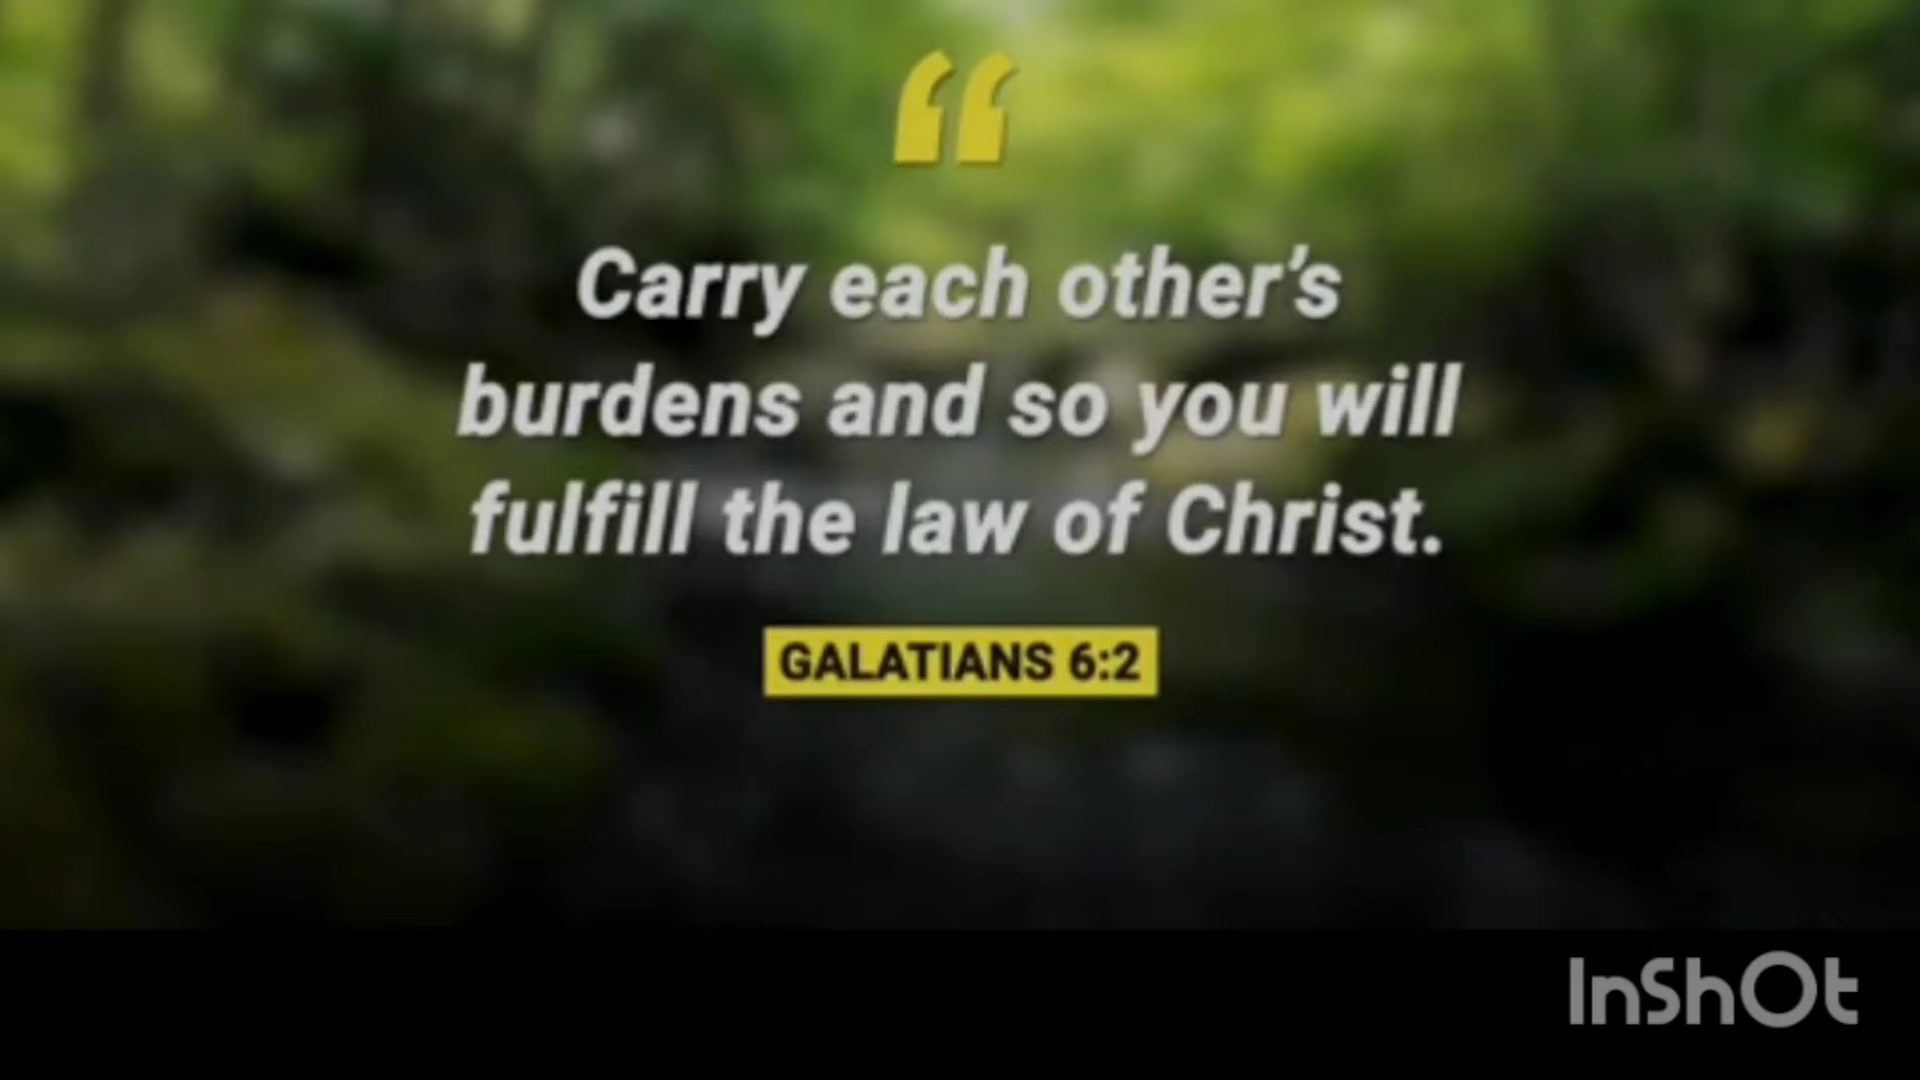 “
Carry each other’s
burdens and so you will
fulfill the law of Christ.
GALATIANS 6:2
InShOt